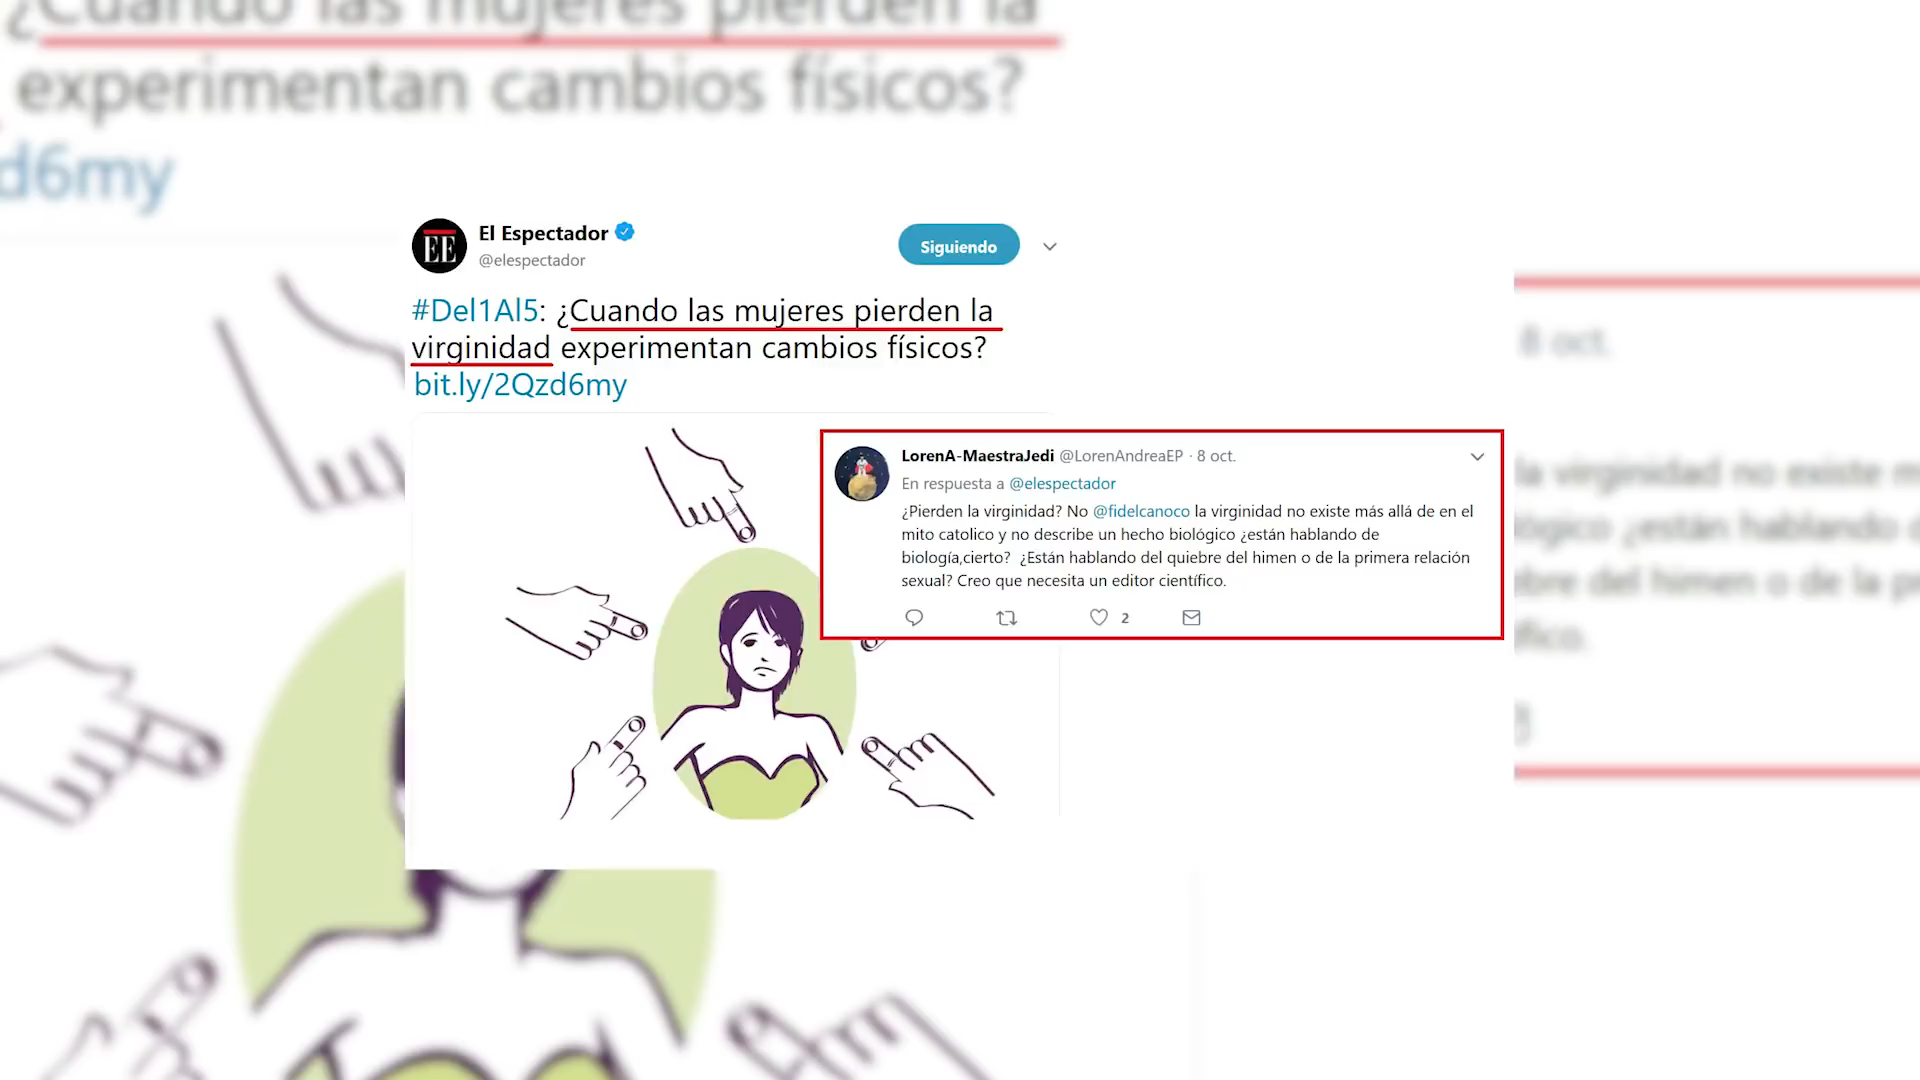 ¿Cuando las mujeres pierden la
experimentan cambios físicos?
d6my
EE
El Espectador
@elespectador
Siguiendo
#Del1Al5: ¿Cuando las mujeres pierden la
virginidad experimentan cambios físicos?
bit.ly/2Qzd6my
LorenA-MaestraJedi @LorenAndreaEP · 8 oct.
En respuesta a @elespectador
¿Pierden la virginidad? No @fidelcanoco la virginidad no existe más allá de en el
mito catolico y no describe un hecho biológico ¿están hablando de
biología,cierto? ¿Están hablando del quiebre del himen o de la primera relación
sexual? Creo que necesita un editor científico.
2
8 oct.
la virginidad no existe m
ógico ¿están hablando d
ebre del himen o de la p
ífico.